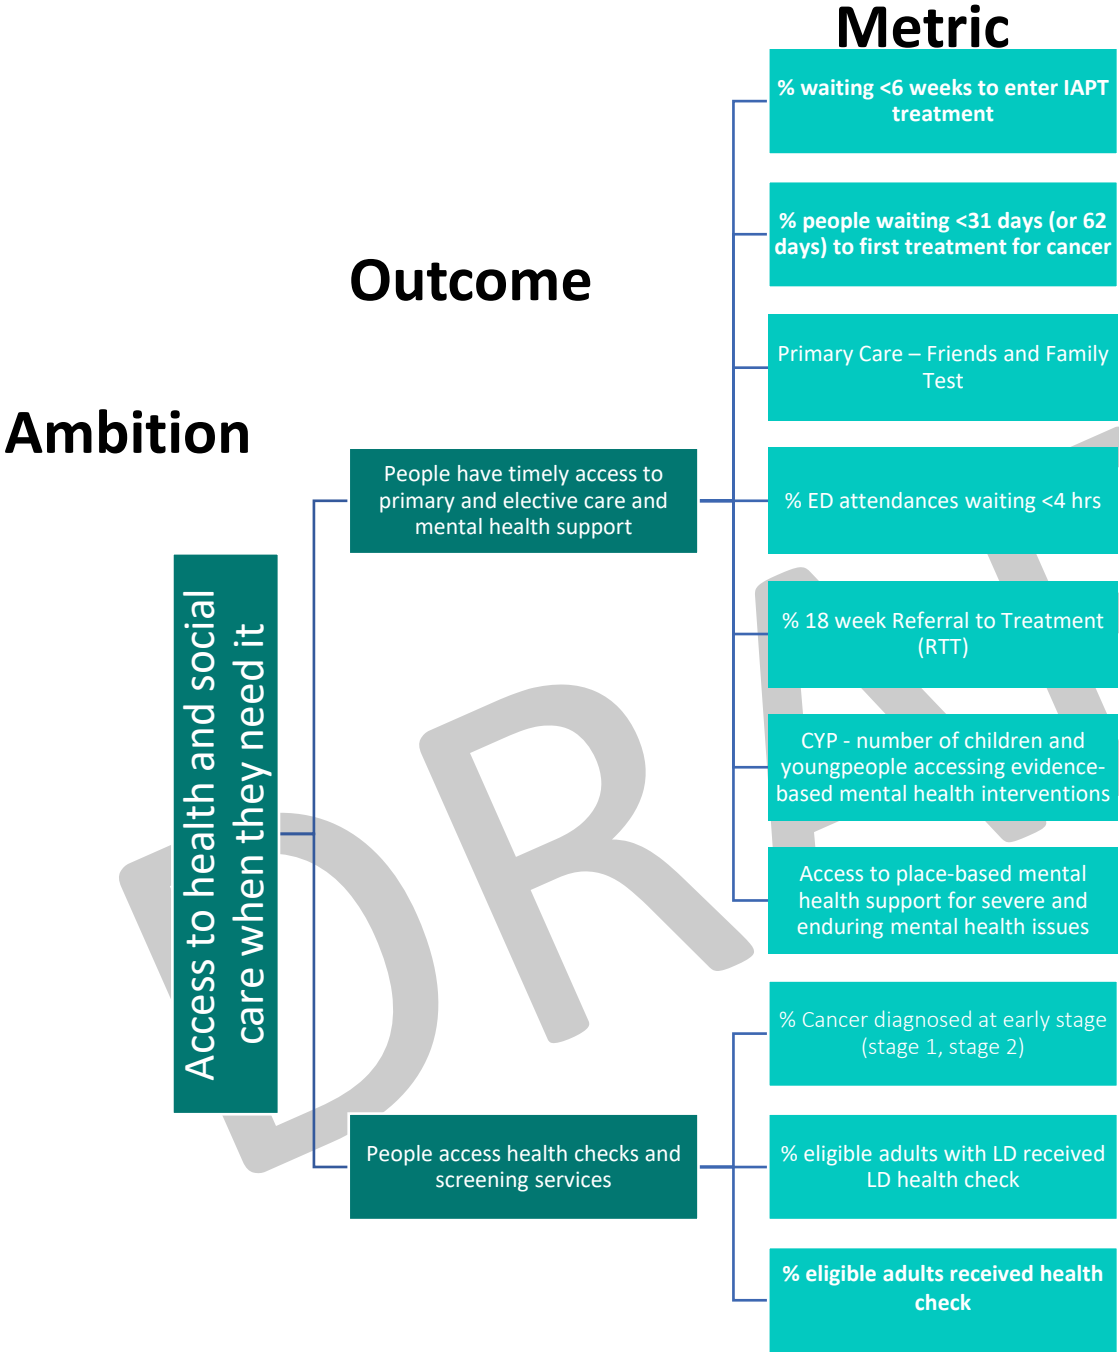 Metric
Outcome
Ambition
Access to health and social
care when they need it
People have timely access to
primary and elective care and
mental health support
% waiting <6 weeks to enter IAPT
treatment
% people waiting <31 days (or 62
days) to first treatment for cancer
Primary Care – Friends and Family
Test
% ED attendances waiting <4 hrs
% 18 week Referral to Treatment
(RTT)
CYP - number of children and
youngpeople accessing evidence-
based mental health interventions
Access to place-based mental
health support for severe and
enduring mental health issues
People access health checks and
screening services
% Cancer diagnosed at early stage
(stage 1, stage 2)
% eligible adults with LD received
LD health check
% eligible adults received health
check
DRA